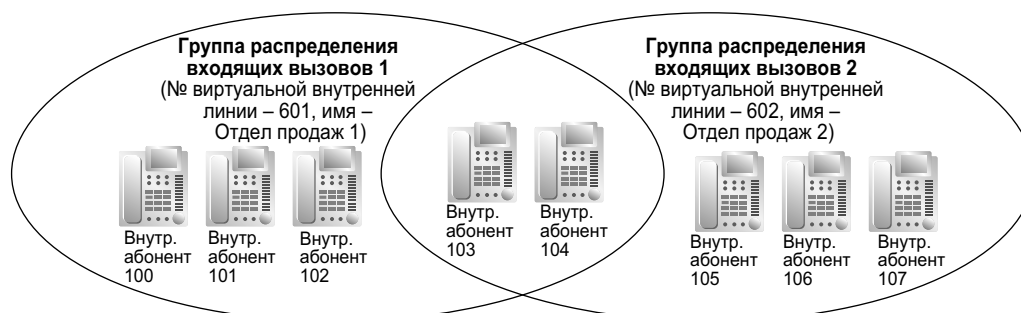 Группа распределения
входящих вызовов 1
(№ виртуальной внутренней
линии – 601, имя –
Отдел продаж 1)
Группа распределения
входящих вызовов 2
(№ виртуальной внутренней
линии – 602, имя –
Отдел продаж 2)
Внутр.
абонент
100
Внутр.
абонент
101
Внутр.
абонент
102
Внутр.
абонент
103
Внутр.
абонент
104
Внутр.
абонент
105
Внутр.
абонент
106
Внутр.
абонент
107